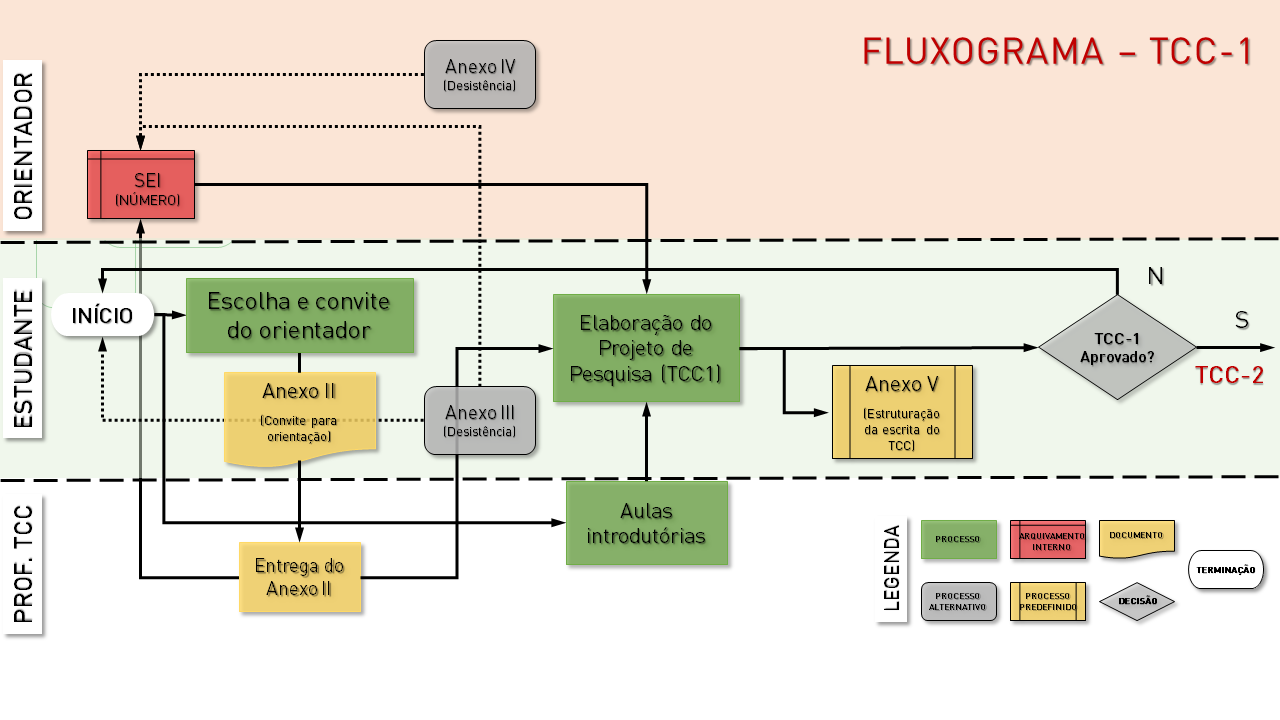 FLUXOGRAMA – TCC-1
ORIENTADOR
Anexo IV
(Desistência)
SEI
(NÚMERO)
ESTUDANTE
INÍCIO
Escolha e convite
do orientador
Anexo II
(Convite para
orientação)
Anexo III
(Desistência)
Elaboração do
Projeto de
Pesquisa (TCC1)
Anexo V
(Estruturação
da escrita do
TCC)
TCC-1
Aprovado?
N
S
TCC-2
PROF. TCC
Entrega do
Anexo II
Aulas
introdutórias
LEGENDA
PROCESSO
ARQUIVAMENTO
INTERNO
DOCUMENTO
TERMINAÇÃO
PROCESSO
ALTERNATIVO
PROCESSO
PREDEFINIDO
DECISÃO